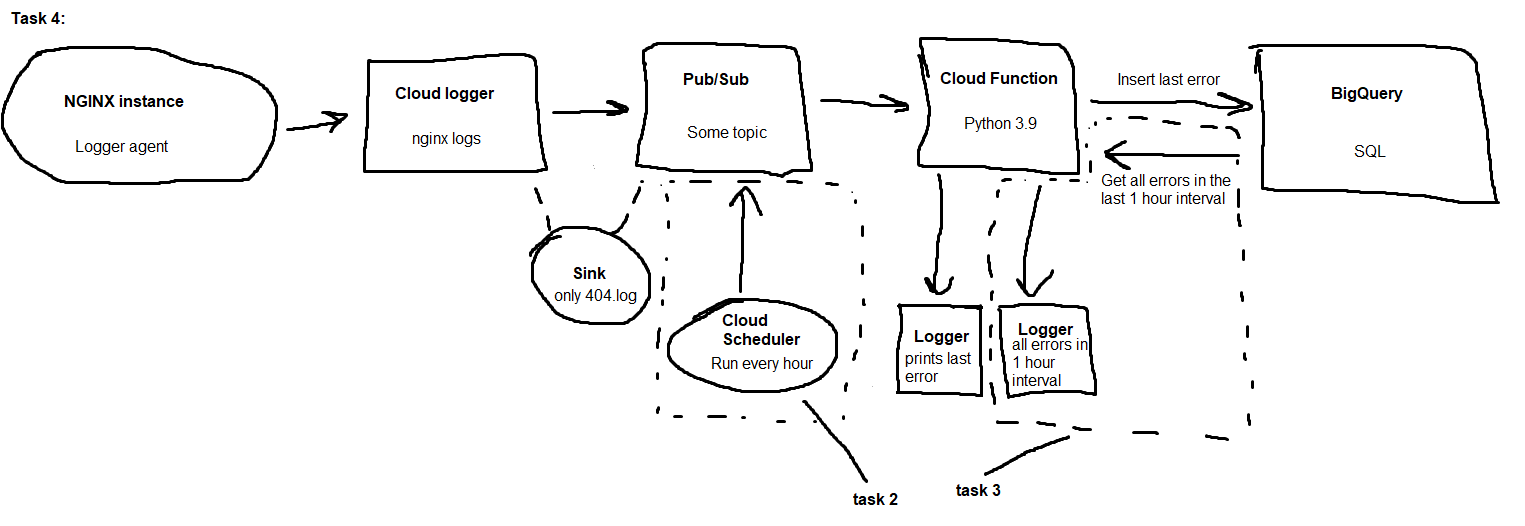 Task 4:
NGINX instance
Logger agent
Cloud logger
nginx logs
Pub/Sub
Some topic
Cloud Function
Python 3.9
Insert last error
Get all errors in the
last 1 hour interval
BigQuery
SQL
Sink
only 404.log
Cloud
Scheduler
Run every hour
Logger
prints last
error
Logger
all errors in
1 hour
interval
task 2
task 3